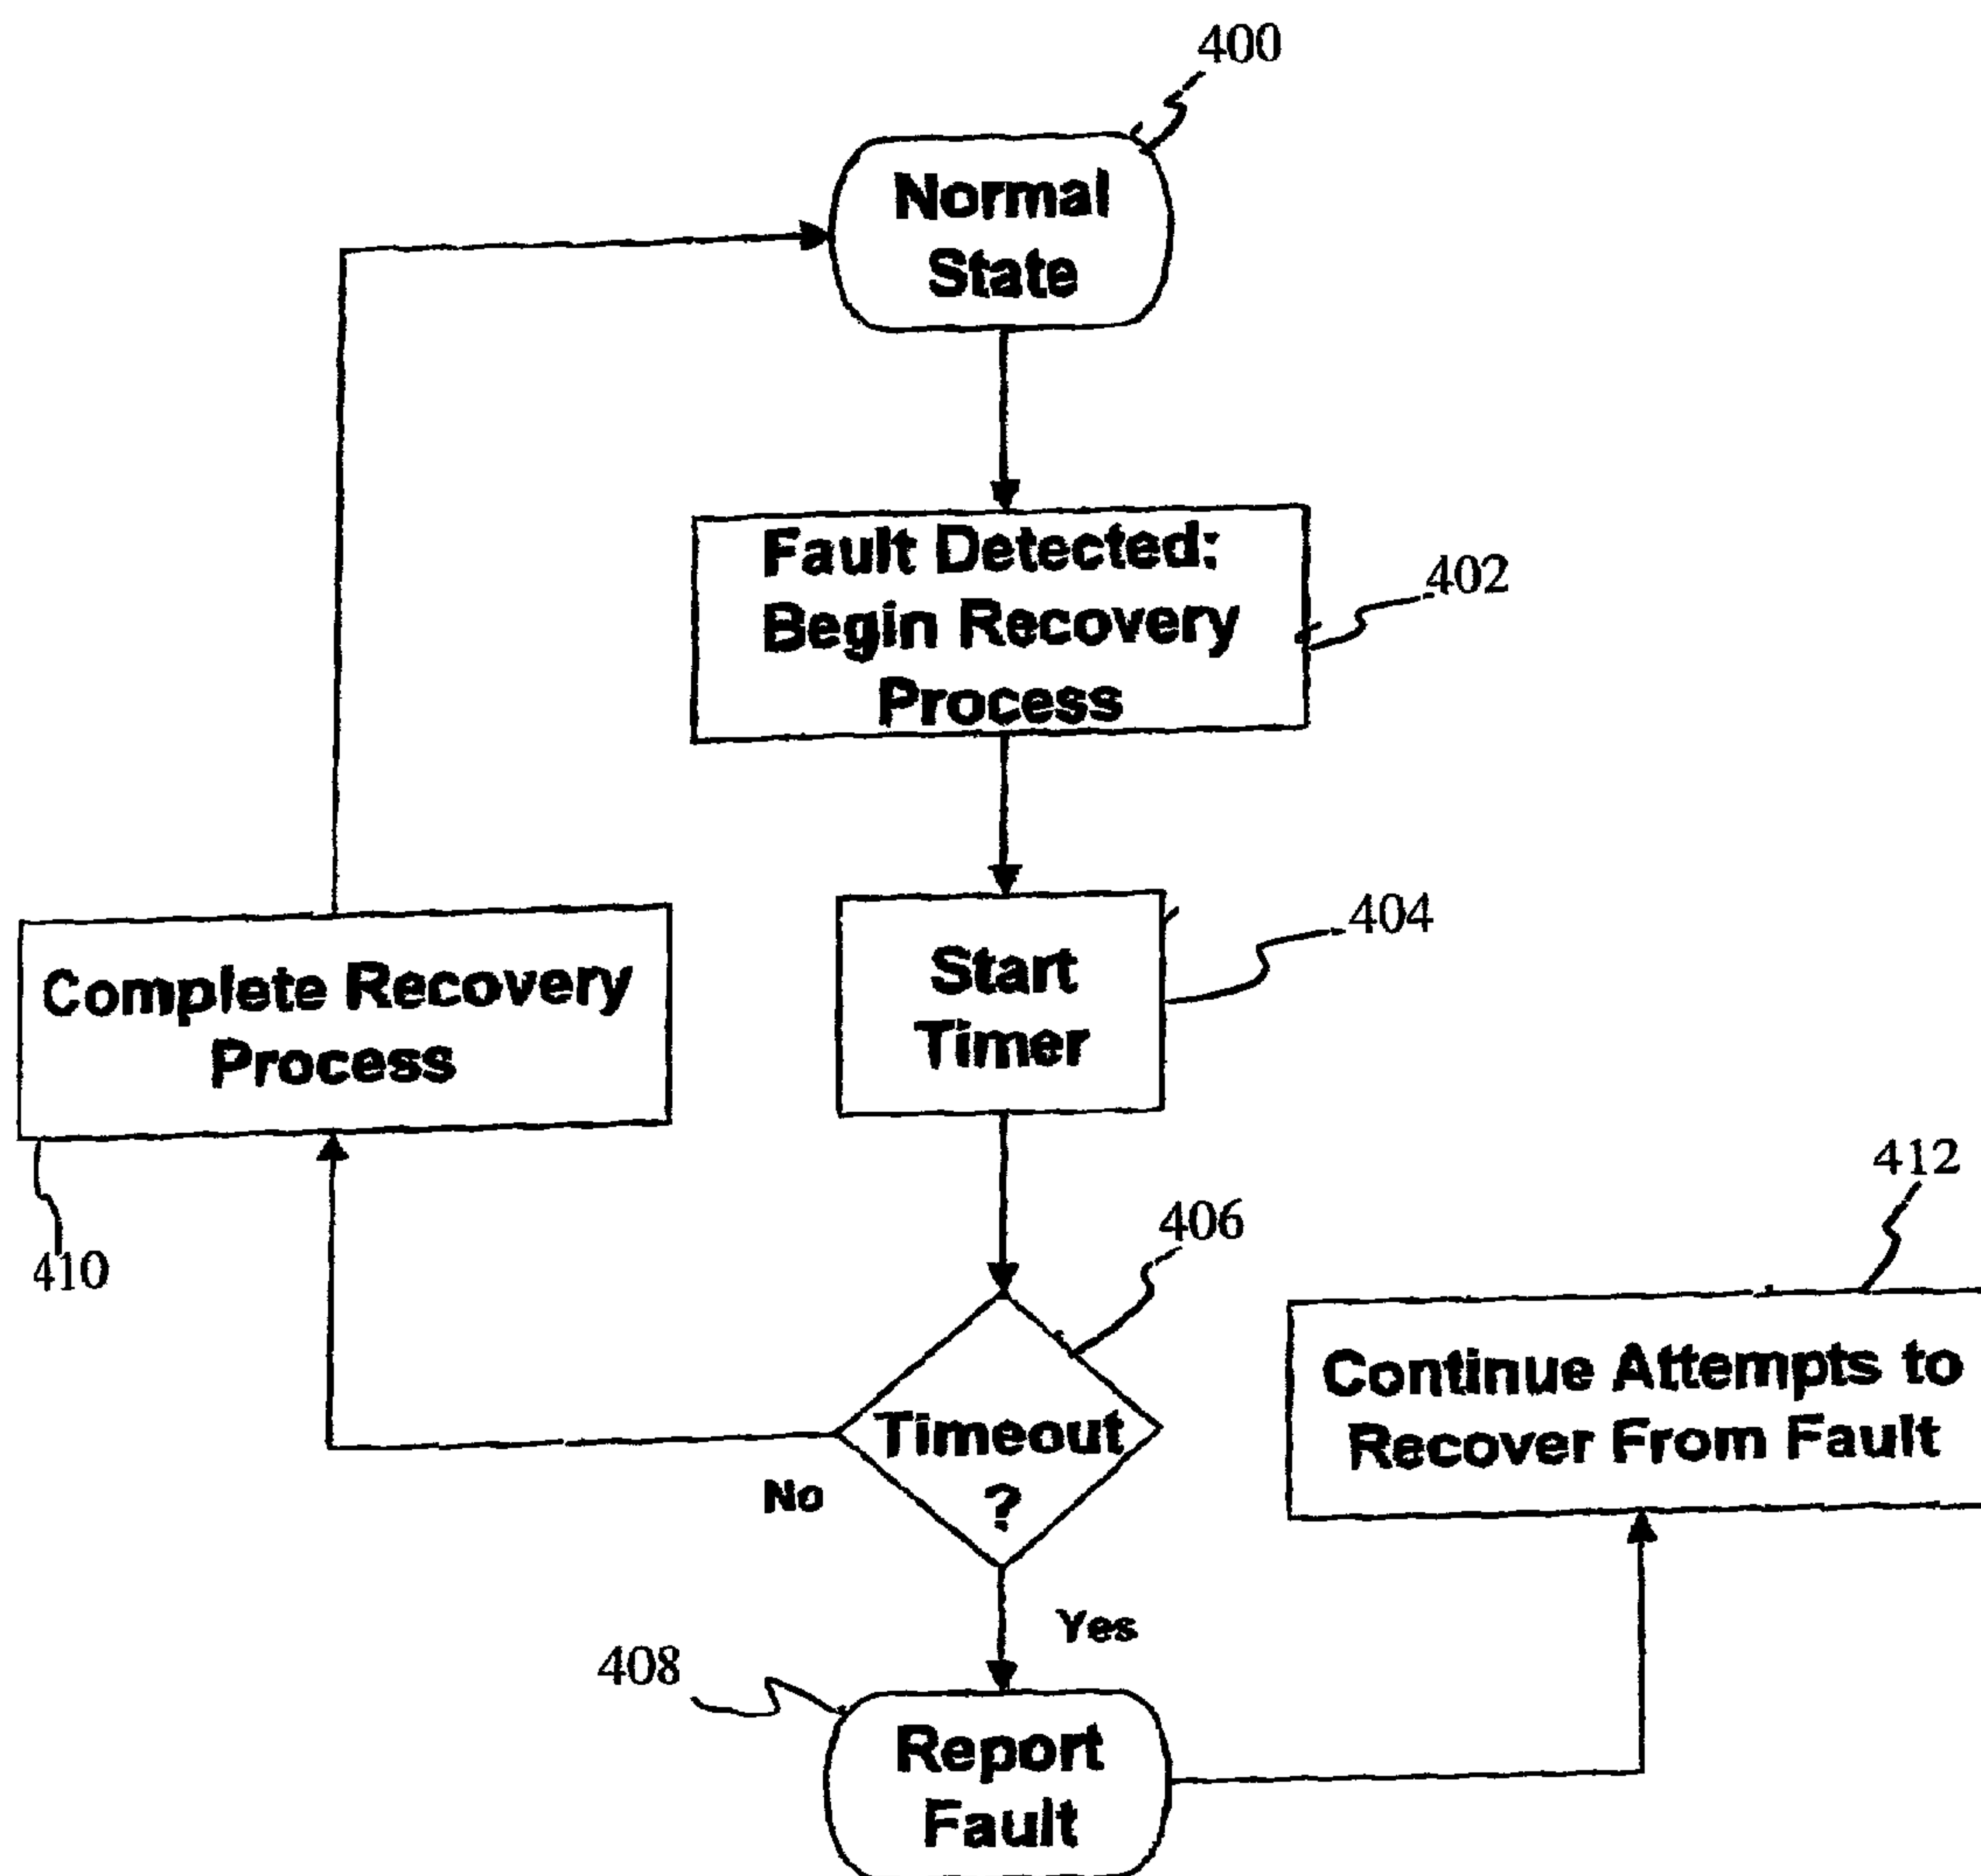 400
Normal
State
Fault Detected:
Begin Recovery
Process
402
Start
Timer
404
Complete Recovery
Process
410
406
Timeout
?
No
Yes
412
Continue Attempts to
Recover From Fault
408
Report
Fault